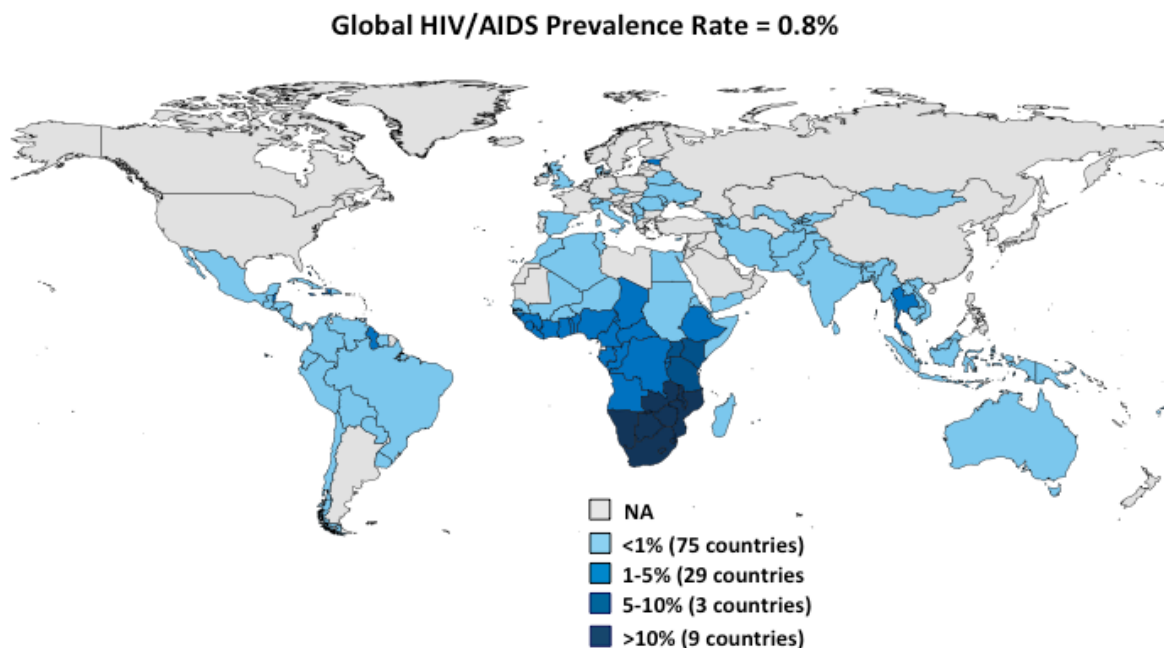 Global HIV/AIDS Prevalence Rate = 0.8%
NA
<1% (75 countries)
1-5% (29 countries
5-10% (3 countries)
>10% (9 countries)